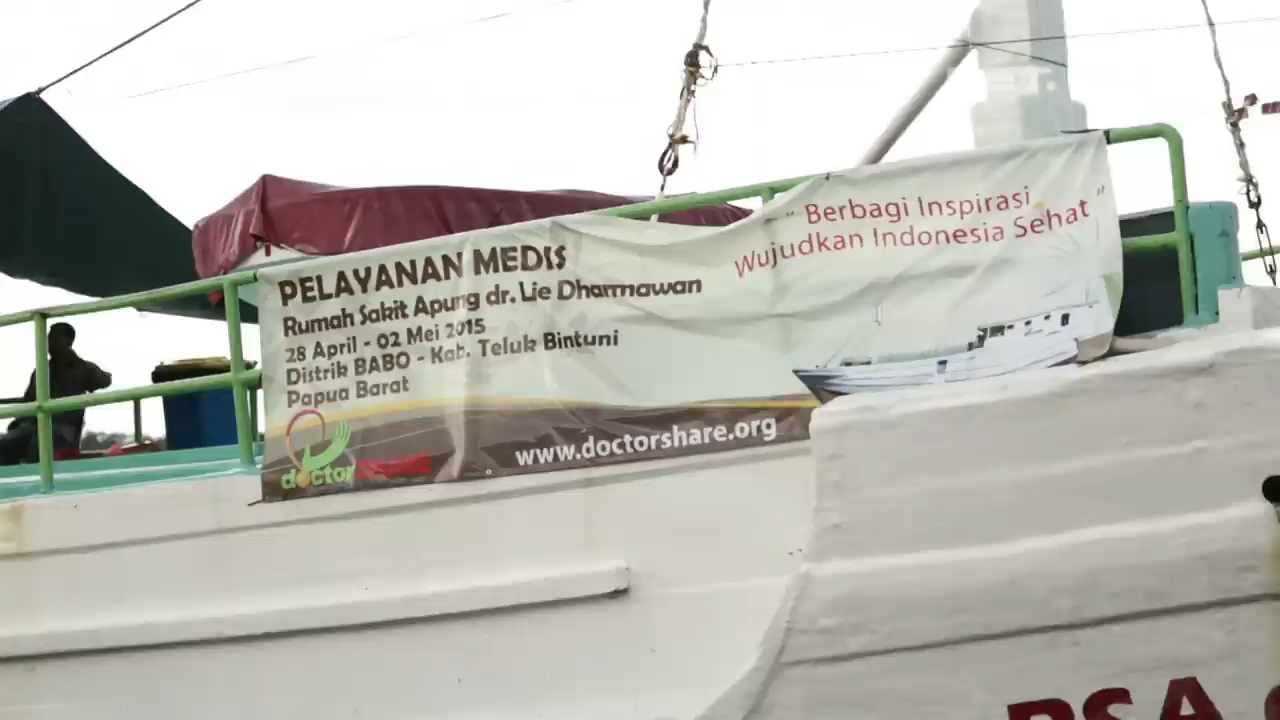 PELAYANAN MEDIS
Rumah Sakit Apung dr. Lie Dharmawan
28 April - 02 Mei 2015
Distrik BABO - Kab. Teluk Bintuni
Papua Barat
" Berbagi Inspirasi
Wujudkan Indonesia Sehat "
doctorSHARE
www.doctorshare.org
RSA